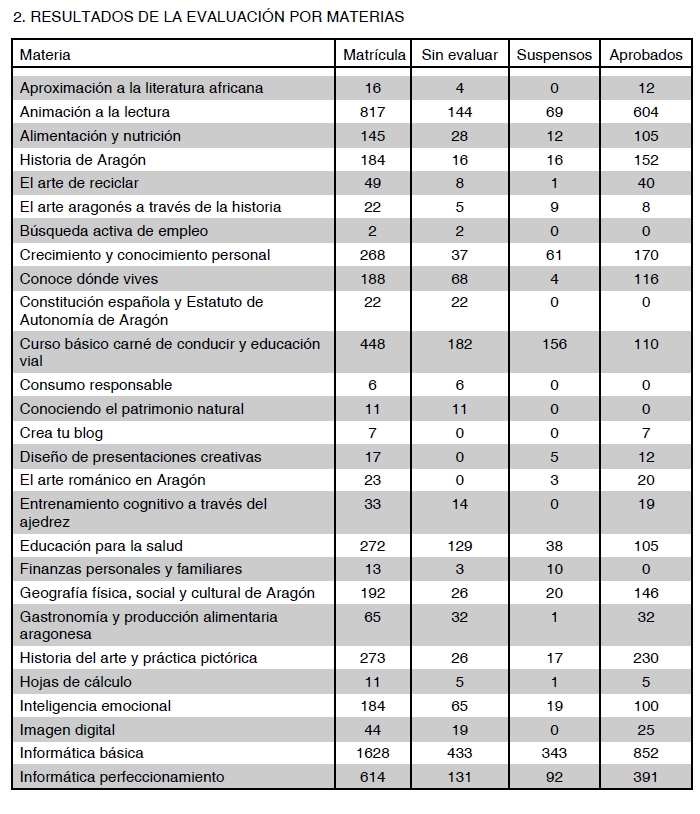 2. RESULTADOS DE LA EVALUACIÓN POR MATERIAS
Materia Matrícula Sin evaluar Suspensos Aprobados
Aproximación a la literatura africana 16 4 0 12
Animación a la lectura 817 144 69 604
Alimentación y nutrición 145 28 12 105
Historia de Aragón 184 16 16 152
El arte de reciclar 49 8 1 40
El arte aragonés a través de la historia 22 5 9 8
Búsqueda activa de empleo 2 2 0 0
Crecimiento y conocimiento personal 268 37 61 170
Conoce dónde vives 188 68 4 116
Constitución española y Estatuto de 22 22 0 0
Autonomía de Aragón
Curso básico carné de conducir y educación 448 182 156 110
vial
Consumo responsable 6 6 0 0
Conociendo el patrimonio natural 11 11 0 0
Crea tu blog 7 0 0 7
Diseño de presentaciones creativas 17 0 5 12
El arte románico en Aragón 23 0 3 20
Entrenamiento cognitivo a través del 33 14 0 19
ajedrez
Educación para la salud 272 129 38 105
Finanzas personales y familiares 13 3 10 0
Geografía física, social y cultural de Aragón 192 26 20 146
Gastronomía y producción alimentaria 65 32 1 32
aragonesa
Historia del arte y práctica pictórica 273 26 17 230
Hojas de cálculo 11 5 1 5
Inteligencia emocional 184 65 19 100
Imagen digital 44 19 0 25
Informática básica 1628 433 343 852
Informática perfeccionamiento 614 131 92 391